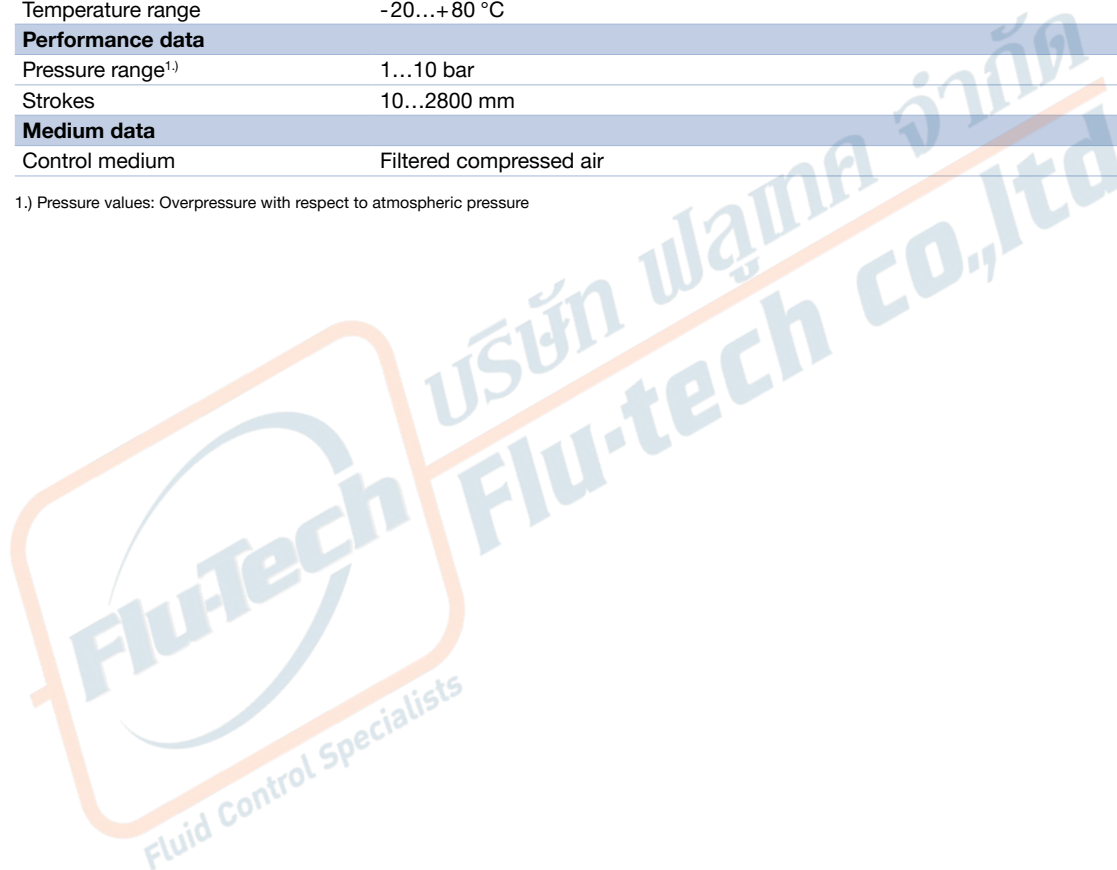 Temperature range -20…+80 °C
Performance data
Pressure range1.) 1…10 bar
Strokes 10…2800 mm
Medium data
Control medium Filtered compressed air
1.) Pressure values: Overpressure with respect to atmospheric pressure
บริษัท ฟลูเทค จำกัด
Flu-tech co.,ltd
Flu-Tech
Fluid Control Specialists